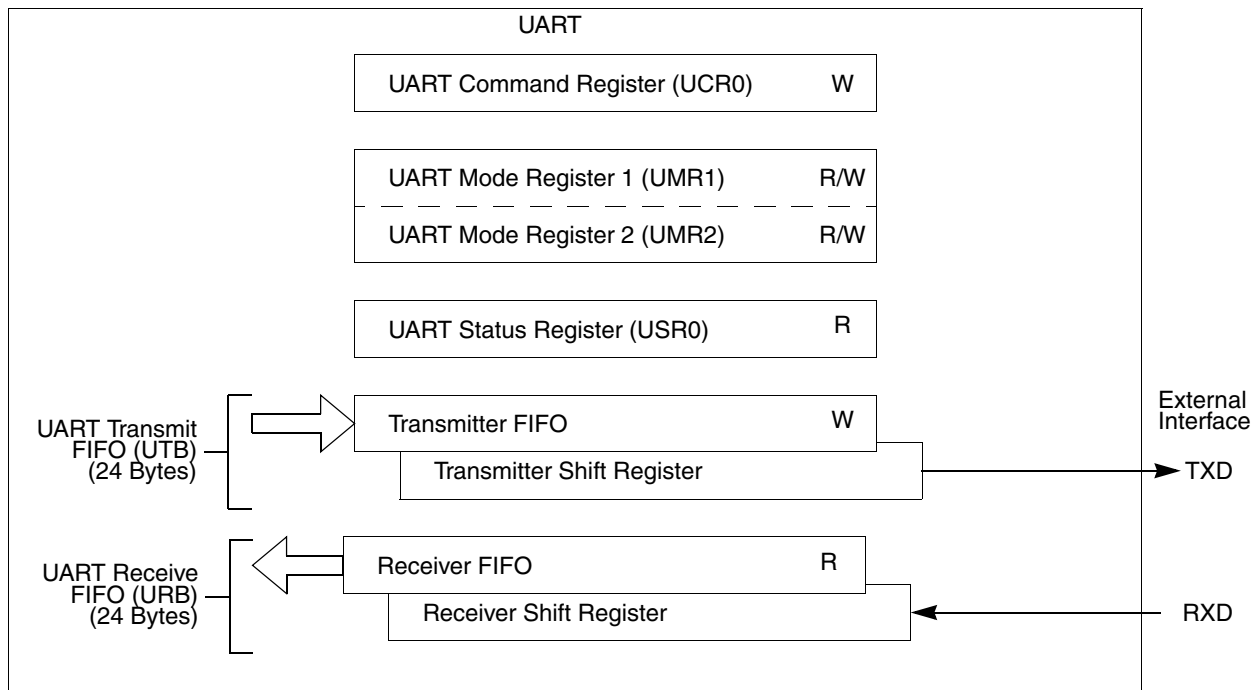 UART
UART Command Register (UCR0) W
UART Mode Register 1 (UMR1) R/W
UART Mode Register 2 (UMR2) R/W
UART Status Register (USR0) R
UART Transmit
FIFO (UTB)
(24 Bytes)
Transmitter FIFO W
Transmitter Shift Register
External
Interface
TXD
UART Receive
FIFO (URB)
(24 Bytes)
Receiver FIFO R
Receiver Shift Register
RXD